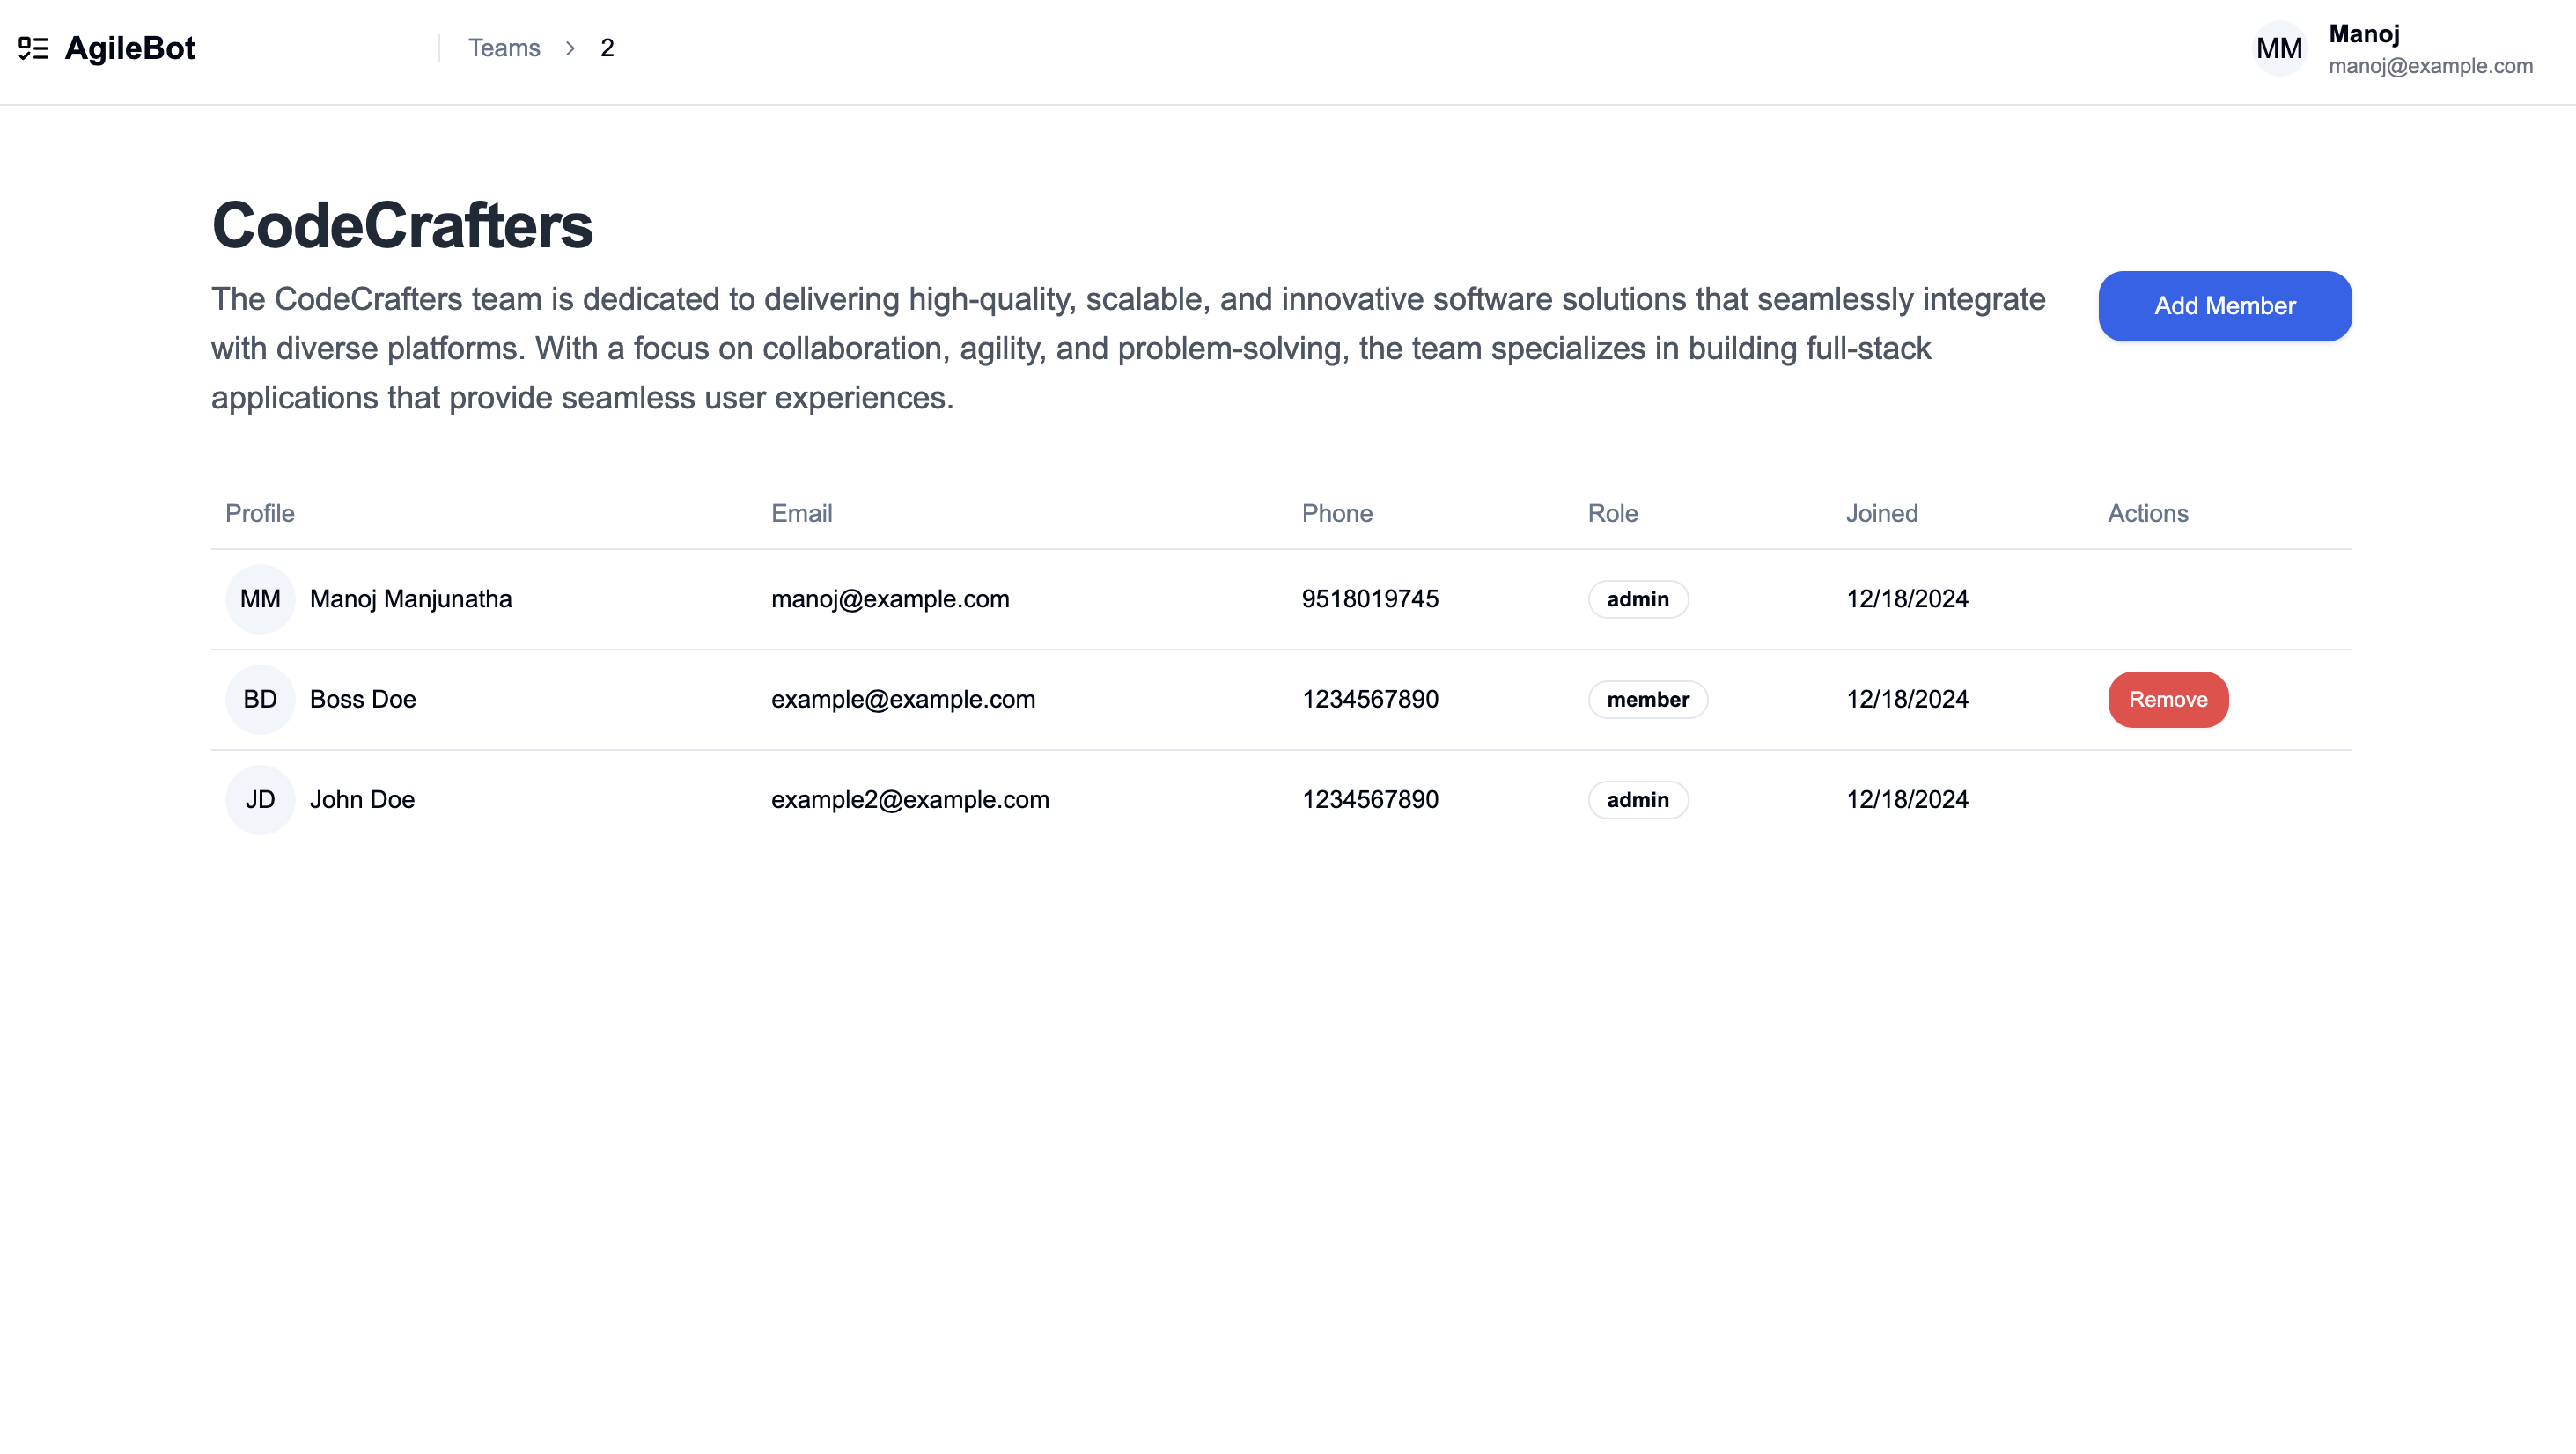 AgileBot
Teams > 2
MM
Manoj
manoj@example.com
CodeCrafters
The CodeCrafters team is dedicated to delivering high-quality, scalable, and innovative software solutions that seamlessly integrate
with diverse platforms. With a focus on collaboration, agility, and problem-solving, the team specializes in building full-stack
applications that provide seamless user experiences.
Add Member
Profile Email Phone Role Joined Actions
MM Manoj Manjunatha manoj@example.com 9518019745 admin 12/18/2024
BD Boss Doe example@example.com 1234567890 member 12/18/2024 Remove
JD John Doe example2@example.com 1234567890 admin 12/18/2024